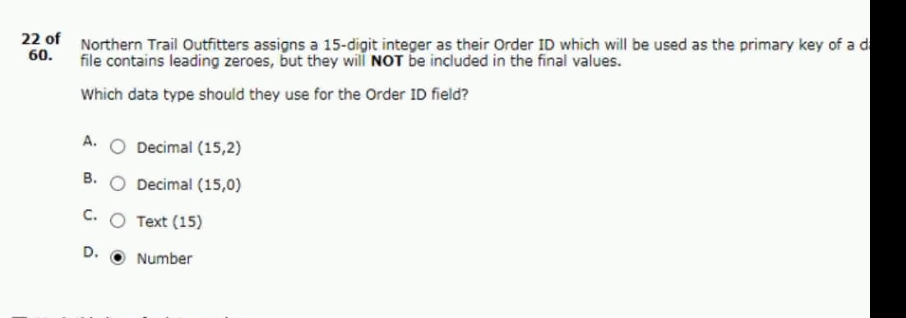 22 of
60.
Northern Trail Outfitters assigns a 15-digit integer as their Order ID which will be used as the primary key of a
file contains leading zeroes, but they will NOT be included in the final values.
Which data type should they use for the Order ID field?
A. Decimal (15,2)
B. Decimal (15,0)
C. Text (15)
D. Number